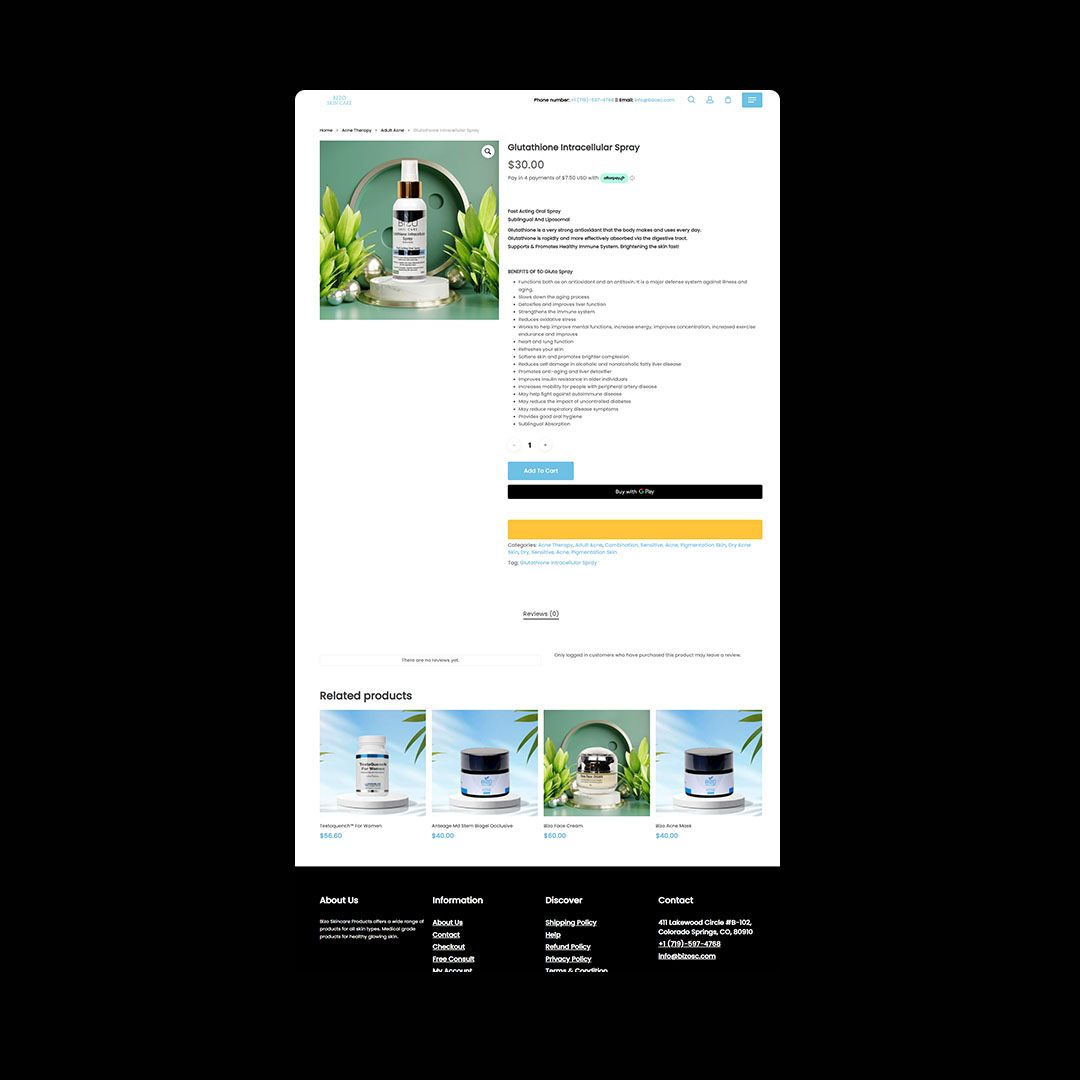 BIZO
SKIN CARE
Phone number: +1 (719)-597-4768 || Email: info@bizosc.com
Home > Acne Therapy > Adult Acne > Glutathione Intracellular Spray
Glutathione Intracellular Spray
$30.00
Pay in 4 payments of $7.50 USD with afterpay
BIZO
SKIN CARE
Glutathione Intracellular
Spray
Fast Acting Oral Spray
Sublingual And Liposomal
Glutathione is a very strong antioxidant that the body makes and uses every day.
Glutathione is rapidly and more effectively absorbed via the digestive tract.
Supports & Promotes Healthy Immune System. Brightening the skin fast!
BENEFITS OF 5G Gluta Spray
Functions both as an antioxidant and an antitoxin. It is a major defense system against illness and
aging.
Slows down the aging process
Detoxifies and improves liver function
Strengthens the immune system
Reduces oxidative stress
Works to help improve mental functions, increase energy, improves concentration, increased exercise
endurance and improves
heart and lung function
Refreshes your skin
Softens skin and promotes brighter complexion
Reduces cell damage in alcoholic and nonalcoholic fatty liver disease
Promotes anti-aging and liver detoxifier
Improves insulin resistance in older individuals
Increases mobility for people with peripheral artery disease
May help fight against autoimmune disease
May reduce the impact of uncontrolled diabetes
May reduce respiratory disease symptoms
Provides good oral hygiene
Sublingual Absorption
- 1 +
Add To Cart
Buy with G Pay
Categories: Acne Therapy, Adult Acne, Combination, Sensitive, Acne, Pigmentation Skin, Dry Acne
Skin, Dry, Sensitive, Acne, Pigmentation Skin
Tag: Glutathione Intracellular Spray
Reviews (0)
There are no reviews yet.
Only logged in customers who have purchased this product may leave a review.
Related products
TestoQuench
For Women
BIZO
BIZO
Testoquench™ For Women
Anteage Md Stem Biogel Occlusive
Bizo Face Cream
Bizo Acne Mask
$56.60
$40.00
$60.00
$40.00
About Us
Information
Discover
Contact
Bizo Skincare Products offers a wide range of
products for all skin types. Medical grade
products for healthy glowing skin.
About Us
Contact
Checkout
Free Consult
My Account
Shipping Policy
Help
Refund Policy
Privacy Policy
Terms & Condition
411 Lakewood Circle #B-102,
Colorado Springs, CO, 80910
+1 (719)-597-4768
info@bizosc.com